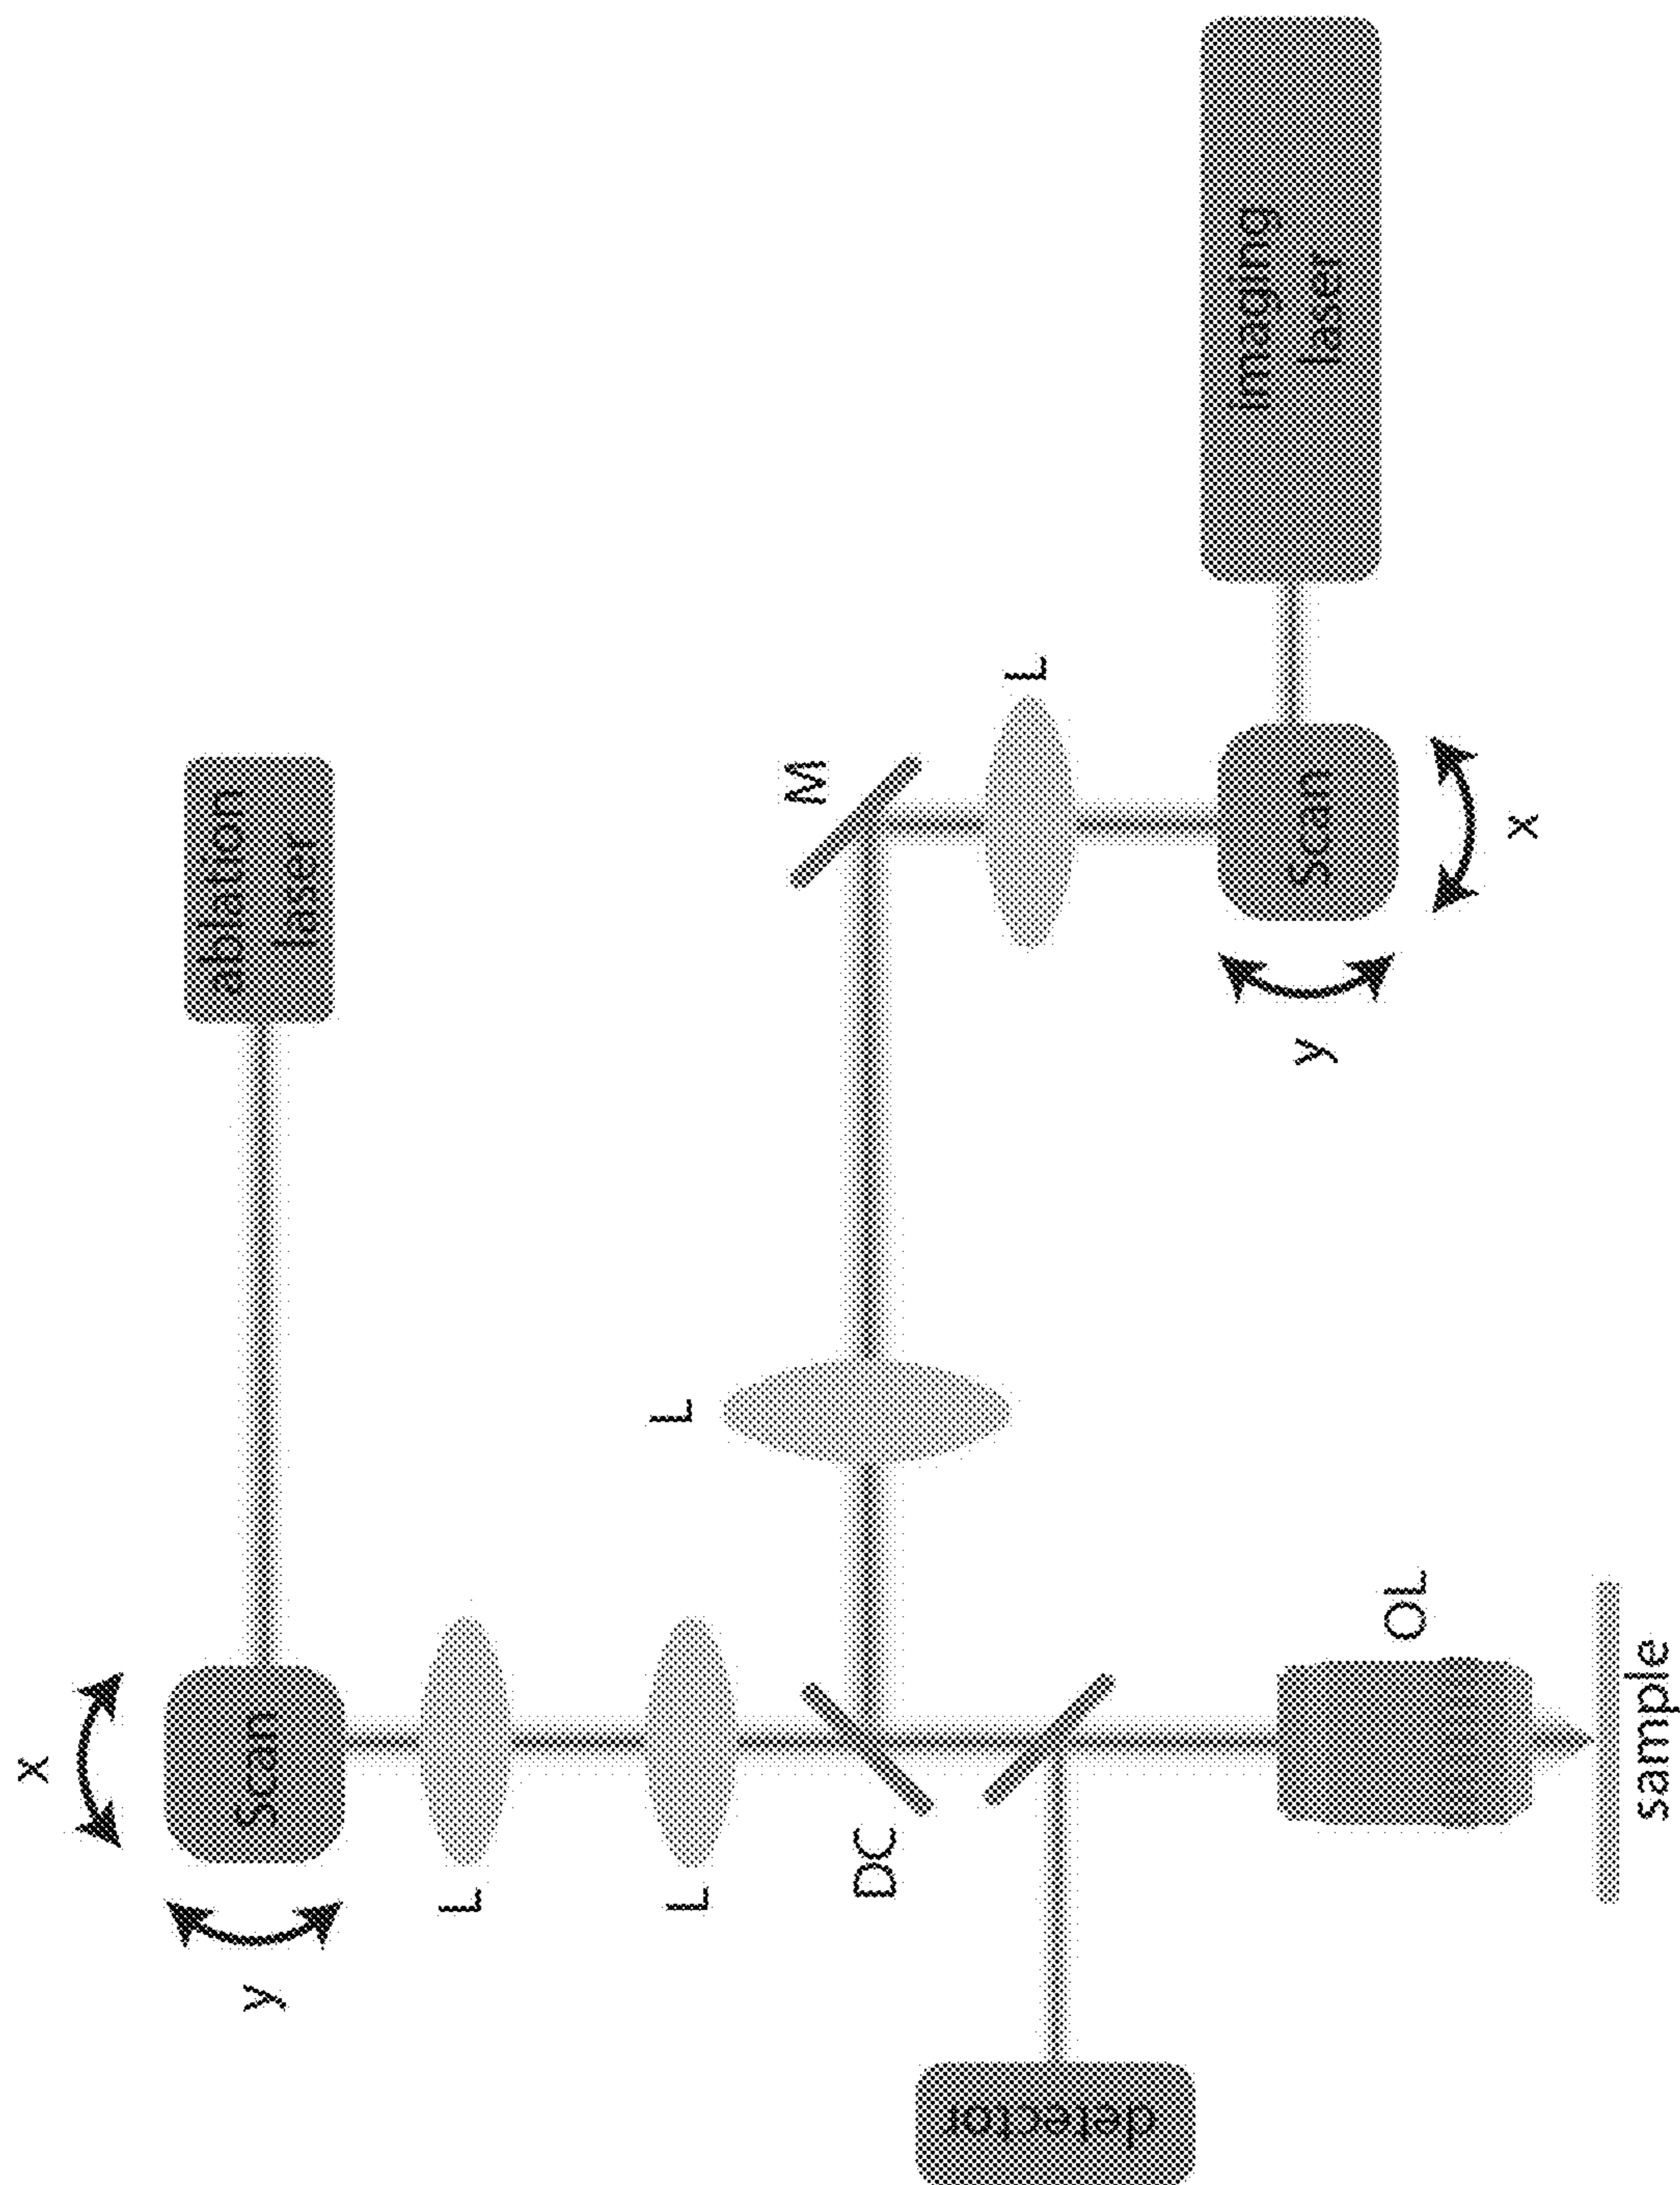 x
y
Scan
ablation
laser
L
L
DC
L
M
L
Imaging
laser
Scan
x
y
detector
OL
sample